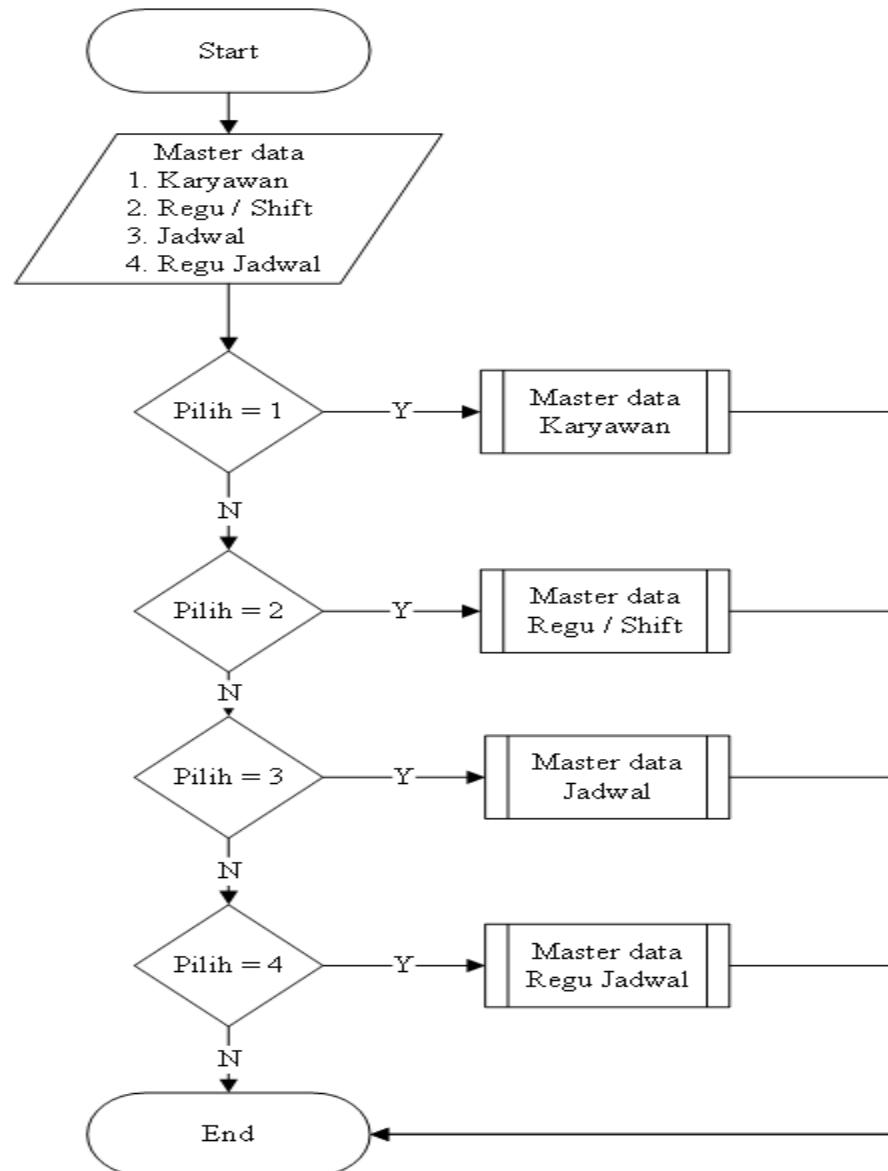 Start
Master data
1. Karyawan
2. Regu / Shift
3. Jadwal
4. Regu Jadwal
Pilih = 1
Y
Master data
Karyawan
N
Pilih = 2
Y
Master data
Regu / Shift
N
Pilih = 3
Y
Master data
Jadwal
N
Pilih = 4
Y
Master data
Regu Jadwal
N
End